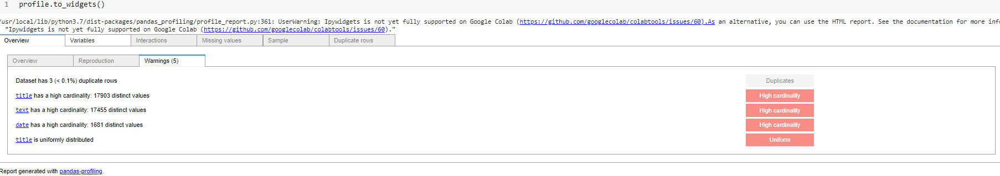 1 profile.to_widgets()
/usr/local/lib/python3.7/dist-packages/pandas_profiling/profile_report.py:361: UserWarning: Ipywidgets is not yet fully supported on Google Colab (https://github.com/googlecolab/colabtools/issues/60).As an alternative, you can use the HTML report. See the documentation for more info
"Ipywidgets is not yet fully supported on Google Colab (https://github.com/googlecolab/colabtools/issues/60)."
Overview Variables Interactions Missing values Sample Duplicate rows
Overview Reproduction Warnings (5)
Dataset has 3 (< 0.1%) duplicate rows Duplicates
title has a high cardinality: 17903 distinct values High cardinality
text has a high cardinality: 17455 distinct values High cardinality
date has a high cardinality: 1681 distinct values High cardinality
title is uniformly distributed Uniform
Report generated with pandas-profiling.